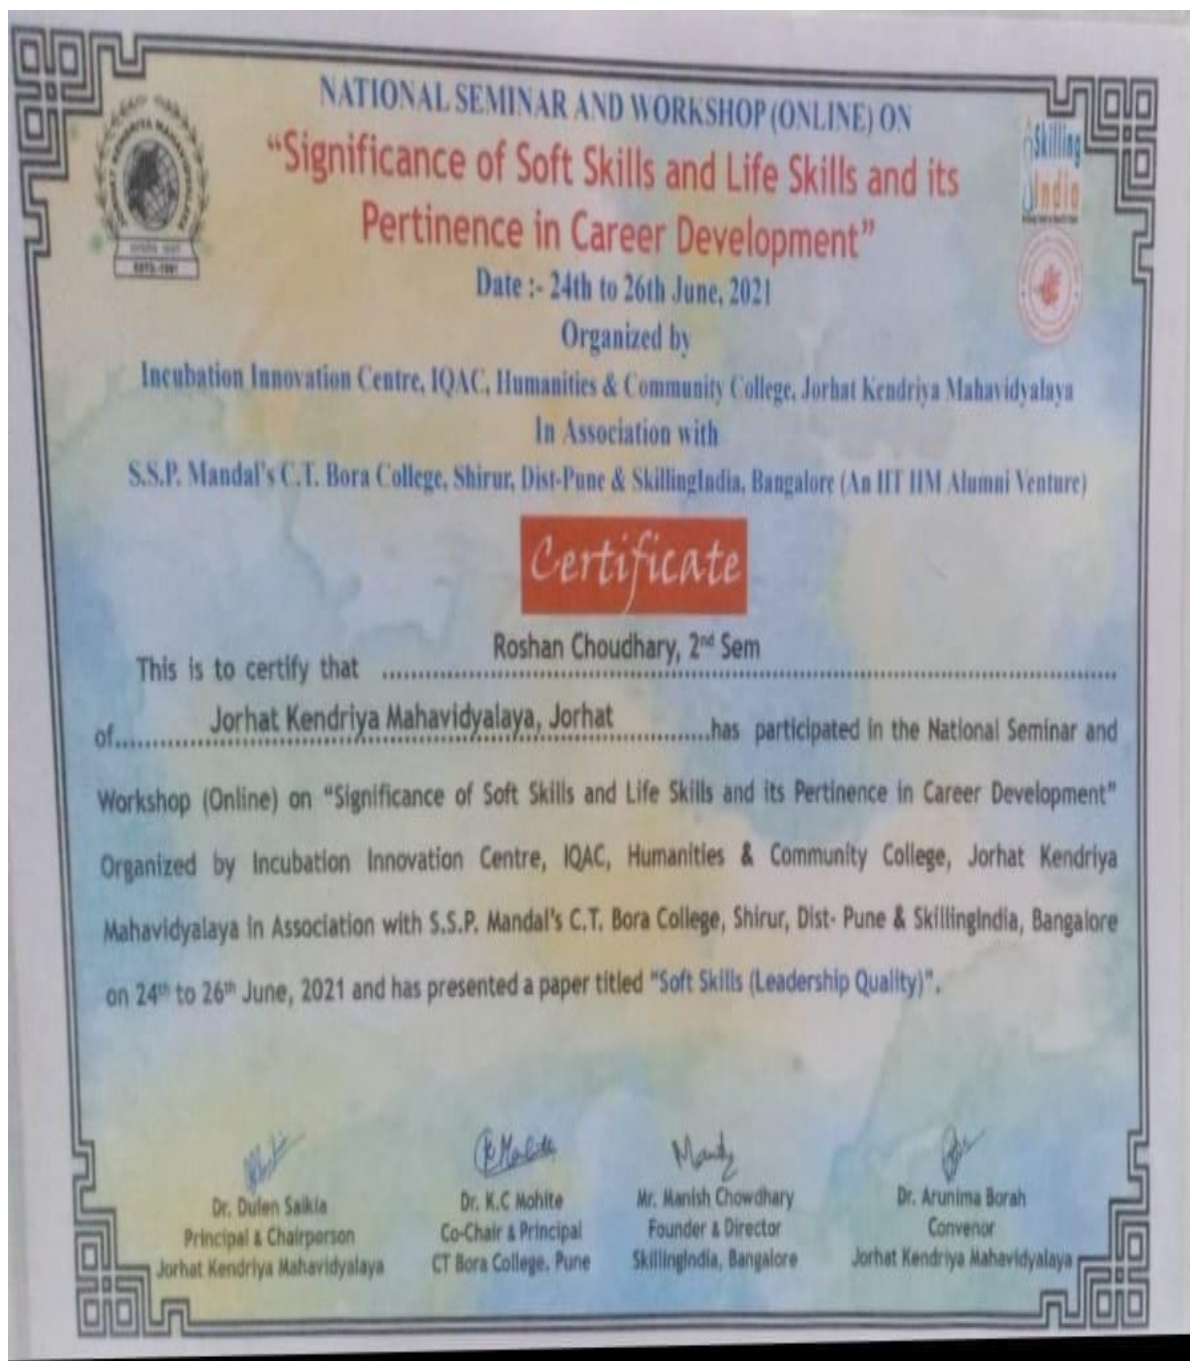 NATIONAL SEMINAR AND WORKSHOP (ONLINE) ON
“Significance of Soft Skills and Life Skills and its
Pertinence in Career Development”
Date :- 24th to 26th June, 2021
Organized by
Incubation Innovation Centre, IQAC, Humanities & Community College, Jorhat Kendriya Mahavidyalaya
In Association with
S.S.P. Mandal's C.T. Bora College, Shirur, Dist-Pune & SkillingIndia, Bangalore (An IIT IIM Alumni Venture)
Skilling
India
ESTD-1981
Certificate
This is to certify that Roshan Choudhary, 2nd Sem
of Jorhat Kendriya Mahavidyalaya, Jorhat has participated in the National Seminar and
Workshop (Online) on “Significance of Soft Skills and Life Skills and its Pertinence in Career Development”
Organized by Incubation Innovation Centre, IQAC, Humanities & Community College, Jorhat Kendriya
Mahavidyalaya in Association with S.S.P. Mandal's C.T. Bora College, Shirur, Dist- Pune & SkillingIndia, Bangalore
on 24th to 26th June, 2021 and has presented a paper titled "Soft Skills (Leadership Quality)".
Dr. Dulen Saikia
Principal & Chairperson
Jorhat Kendriya Mahavidyalaya
Dr. K.C Mohite
Co-Chair & Principal
CT Bora College, Pune
Mr. Manish Chowdhary
Founder & Director
SkillingIndia, Bangalore
Dr. Arunima Borah
Convenor
Jorhat Kendriya Mahavidyalaya